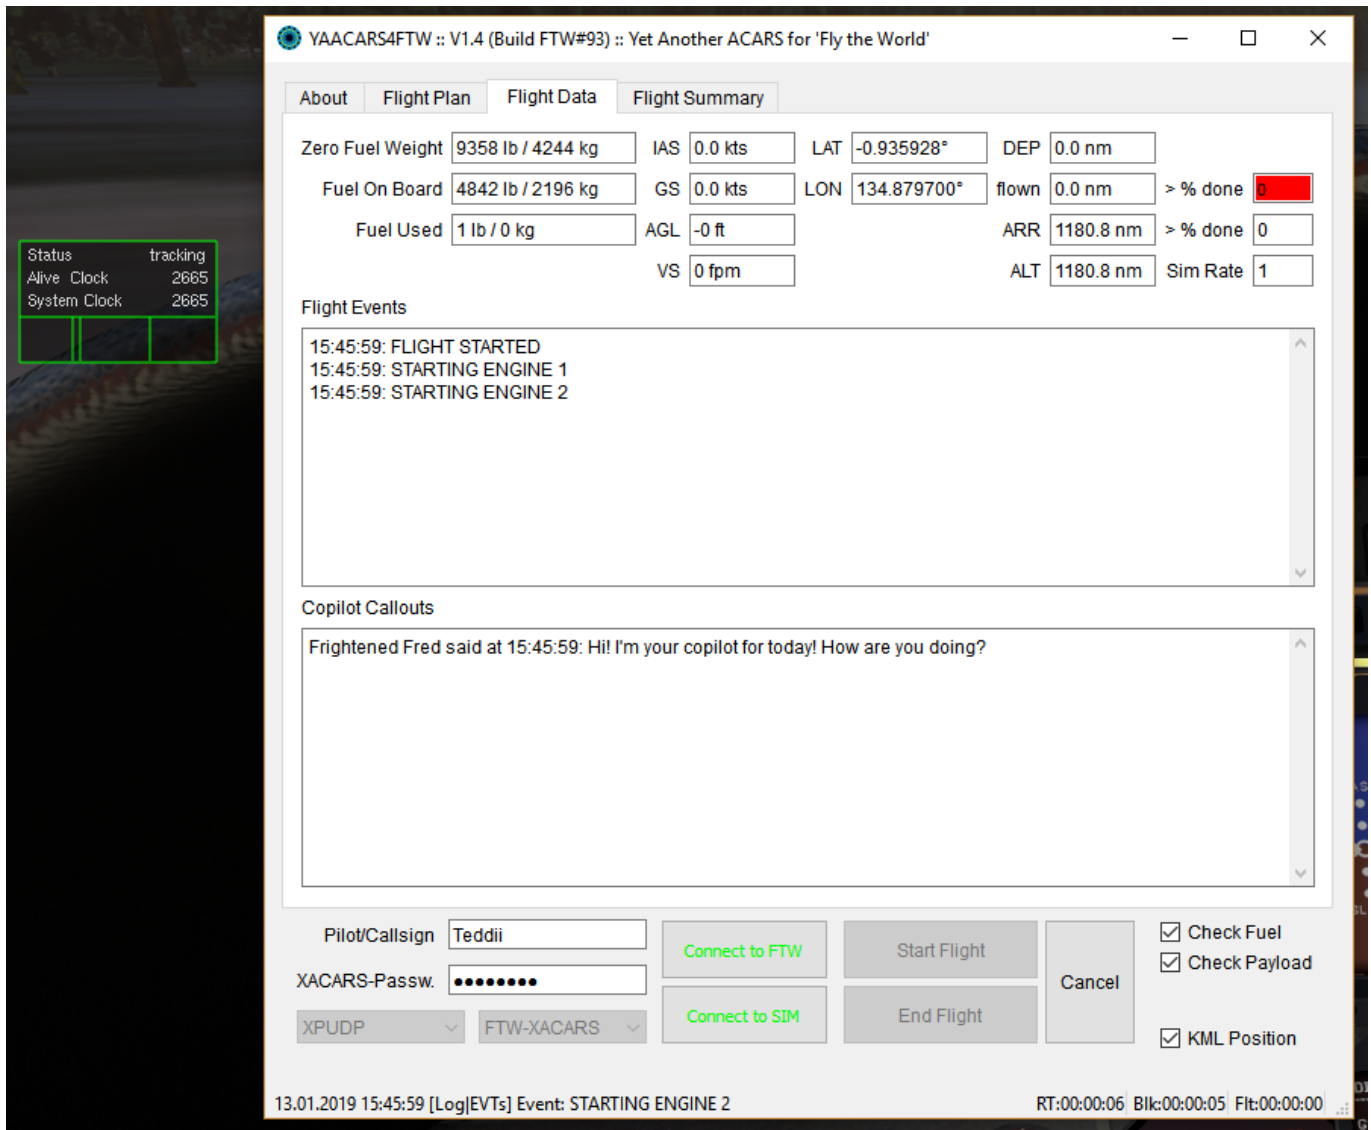 YAACARS4FTW :: V1.4 (Build FTW#93) :: Yet Another ACARS for 'Fly the World'
About Flight Plan Flight Data Flight Summary
Zero Fuel Weight 9358 lb / 4244 kg IAS 0.0 kts LAT -0.935928° DEP 0.0 nm
Fuel On Board 4842 lb / 2196 kg GS 0.0 kts LON 134.879700° flown 0.0 nm > % done 0
Fuel Used 1 lb / 0 kg AGL -0 ft ARR 1180.8 nm > % done 0
VS 0 fpm ALT 1180.8 nm Sim Rate 1
Status tracking
Alive Clock 2665
System Clock 2665
Flight Events
15:45:59: FLIGHT STARTED
15:45:59: STARTING ENGINE 1
15:45:59: STARTING ENGINE 2
Copilot Callouts
Frightened Fred said at 15:45:59: Hi! I'm your copilot for today! How are you doing?
Pilot/Callsign Teddii
XACARS-Passw. ●●●●●●●●
XPUDP FTW-XACARS
Connect to FTW Start Flight
Connect to SIM End Flight
Cancel
Check Fuel
Check Payload
KML Position
13.01.2019 15:45:59 [Log|EVTs] Event: STARTING ENGINE 2 RT:00:00:06 Blk:00:00:05 Flt:00:00:00